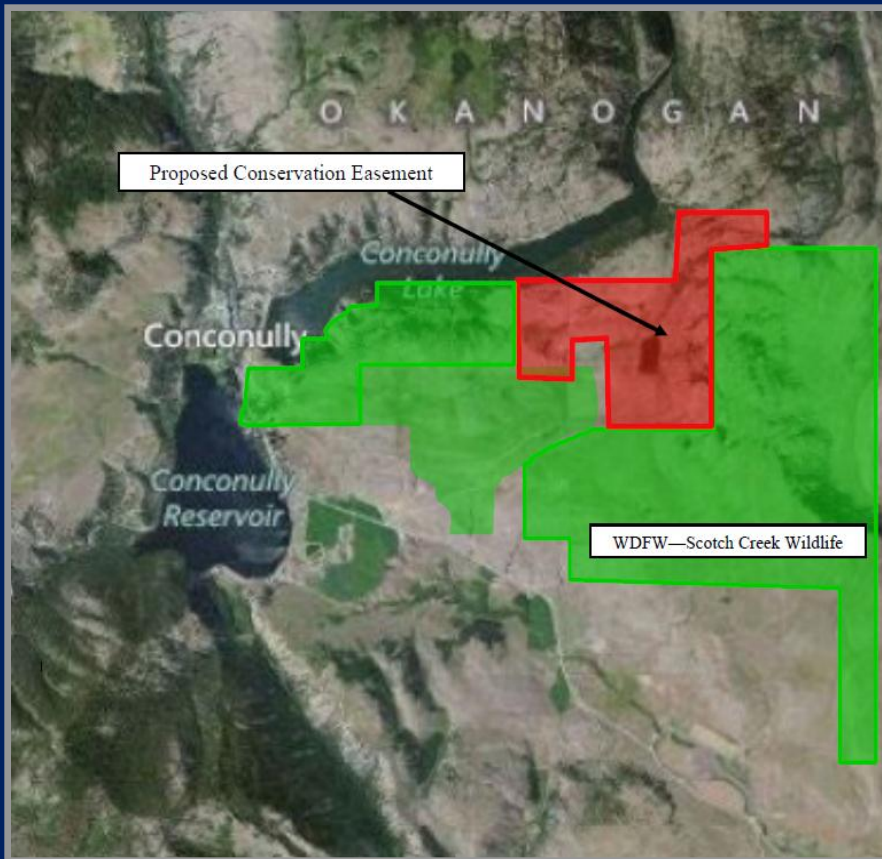 OKANOGAN
Proposed Conservation Easement
Conconully
Lake
Conconully
Conconully
Reservoir
WDFW—Scotch Creek Wildlife